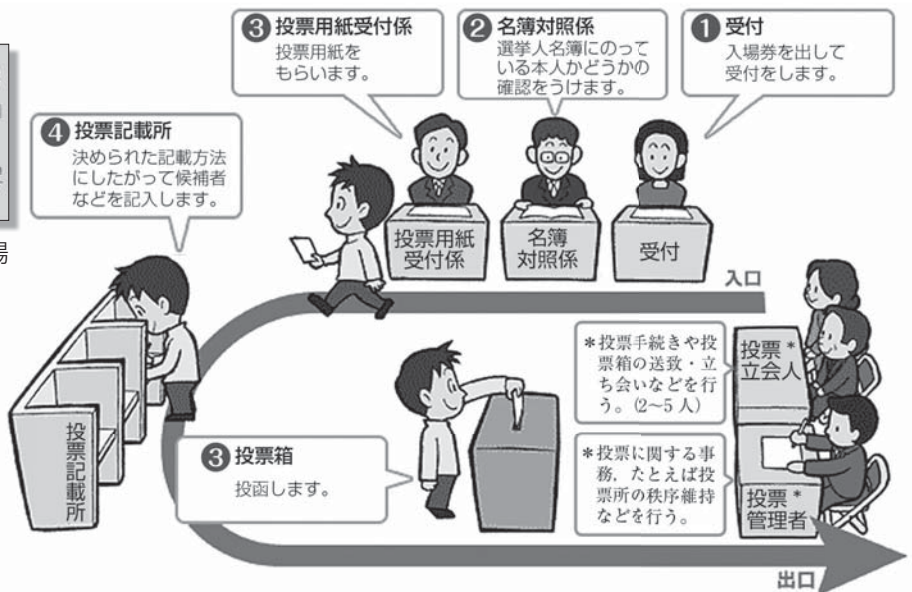 ❶ 受付
入場券を出して
受付をします。
❷ 名簿対照係
選挙人名簿にのって
いる本人かどうかの
確認をうけます。
❸ 投票用紙受付係
投票用紙を
もらいます。
❹ 投票記載所
決められた記載方法
にしたがって候補者
などを記入します。
場
投票用紙
受付係
名簿
対照係
受付
入口
投票記載所
❸ 投票箱
投函します。
*投票手続きや投
票箱の送致・立
ち会いなどを行
う。(2〜5人)
投票*
立会人
*投票に関する事
務，たとえば投
票所の秩序維持
などを行う。
投票*
管理者
出口